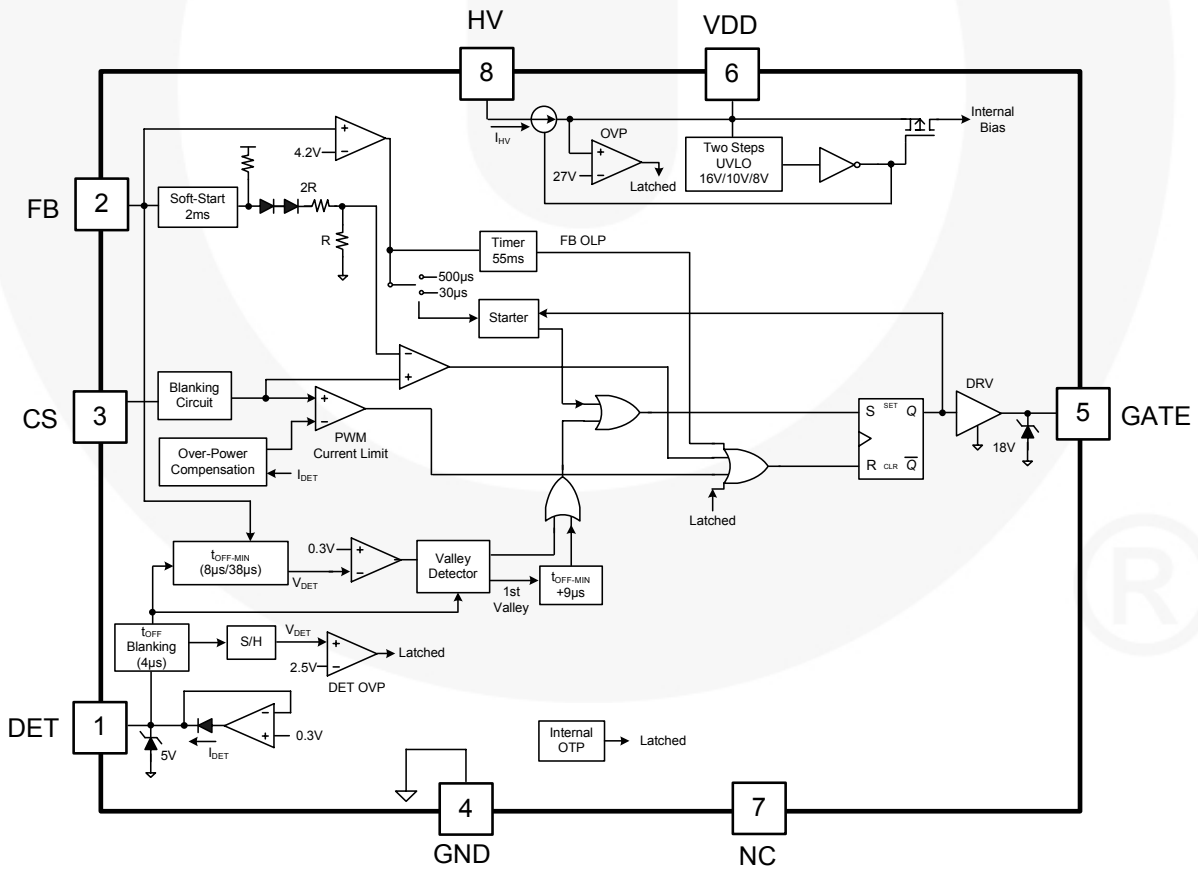 HV
VDD
8
6
Internal
Bias
I_HV
OVP
+
−
27V
Latched
Two Steps
UVLO
16V/10V/8V
+
4.2V
−
FB
2
Soft-Start
2ms
2R
R
Timer
55ms
FB OLP
500µs
30µs
Starter
−
+
CS
3
Blanking
Circuit
+
−
PWM
Current Limit
Over-Power
Compensation
I_DET
S SET Q
R CLR Q̅
DRV
18V
5
GATE
Latched
t_OFF-MIN
(8µs/38µs)
V_DET
0.3V
+
−
Valley
Detector
1st
Valley
t_OFF-MIN
+9µs
t_OFF
Blanking
(4µs)
S/H
V_DET
+
2.5V
−
Latched
DET OVP
DET
1
5V
I_DET
−
+
0.3V
Internal
OTP
Latched
4
GND
7
NC
®